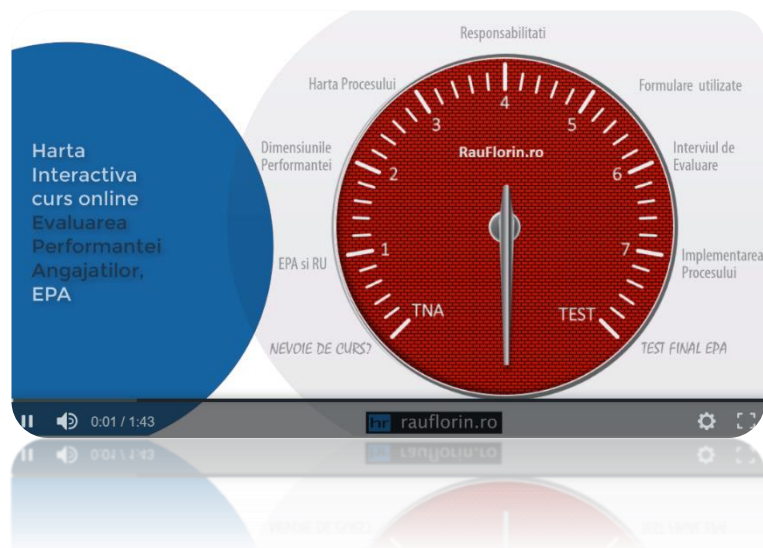 Harta
Interactiva
curs online
Evaluarea
Performantei
Angajatilor,
EPA
Responsabilitati
Harta Procesului
Formulare utilizate
Dimensiunile
Performantei
Interviul de
Evaluare
EPA si RU
Implementarea
Procesului
NEVOIE DE CURS?
TEST FINAL EPA
RauFlorin.ro
TNA
1
2
3
4
5
6
7
TEST
0:01 / 1:43
hr rauflorin.ro